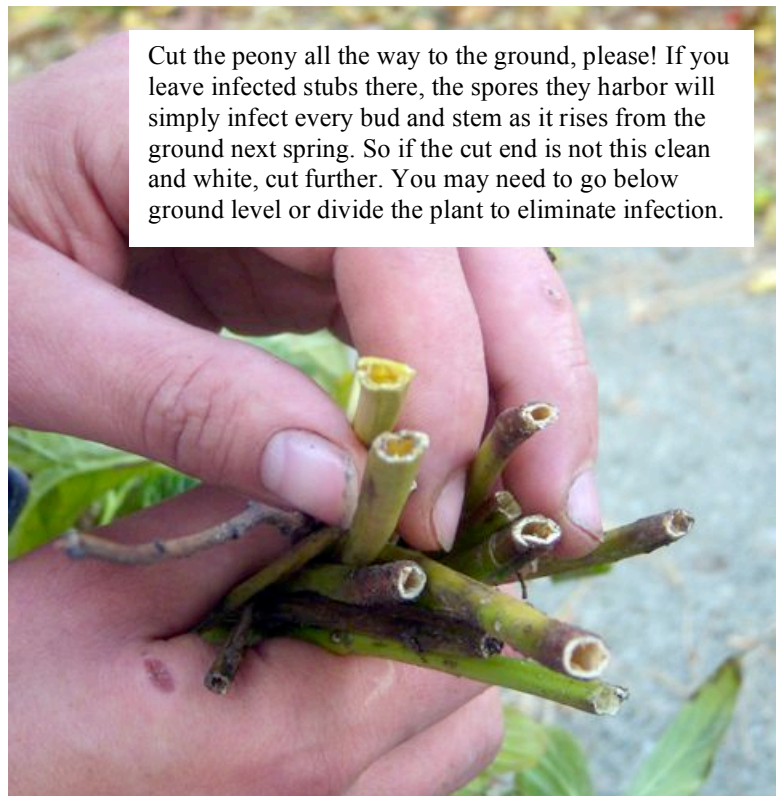 Cut the peony all the way to the ground, please! If you
leave infected stubs there, the spores they harbor will
simply infect every bud and stem as it rises from the
ground next spring. So if the cut end is not this clean
and white, cut further. You may need to go below
ground level or divide the plant to eliminate infection.